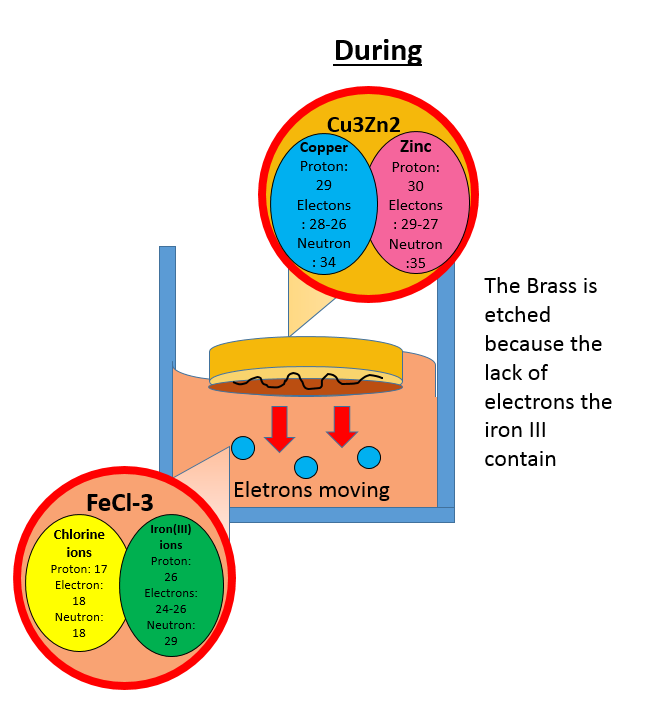 During
Cu3Zn2
Copper
Proton:
29
Electons
: 28-26
Neutron
: 34
Zinc
Proton:
30
Electons
: 29-27
Neutron
:35
The Brass is
etched
because the
lack of
electrons the
iron III
contain
Eletrons moving
FeCl-3
Chlorine
ions
Proton: 17
Electron:
18
Neutron:
18
Iron(III)
ions
Proton:
26
Electrons:
24-26
Neutron:
29